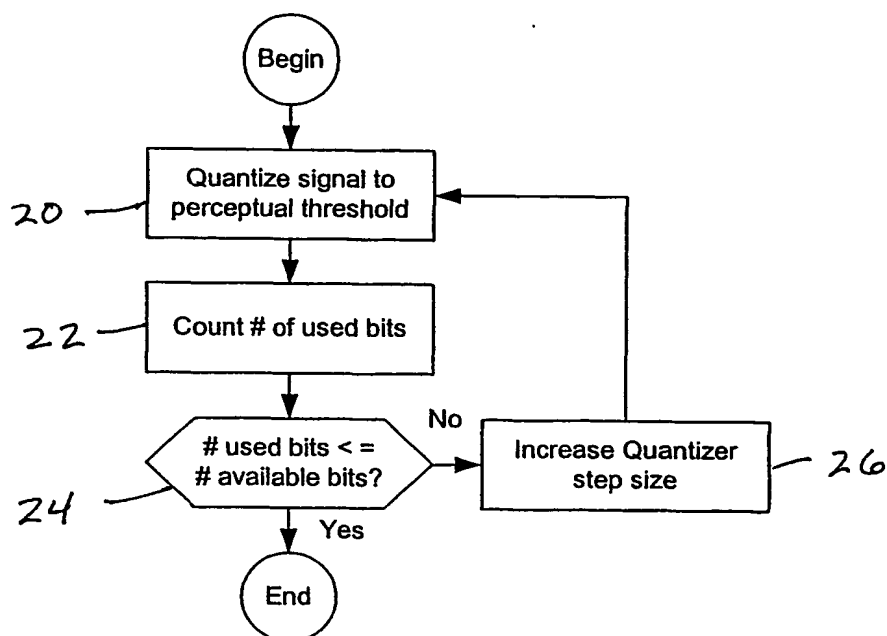 Begin
Quantize signal to
perceptual threshold
20
Count # of used bits
22
# used bits < =
# available bits?
24
No
Increase Quantizer
step size
26
Yes
End